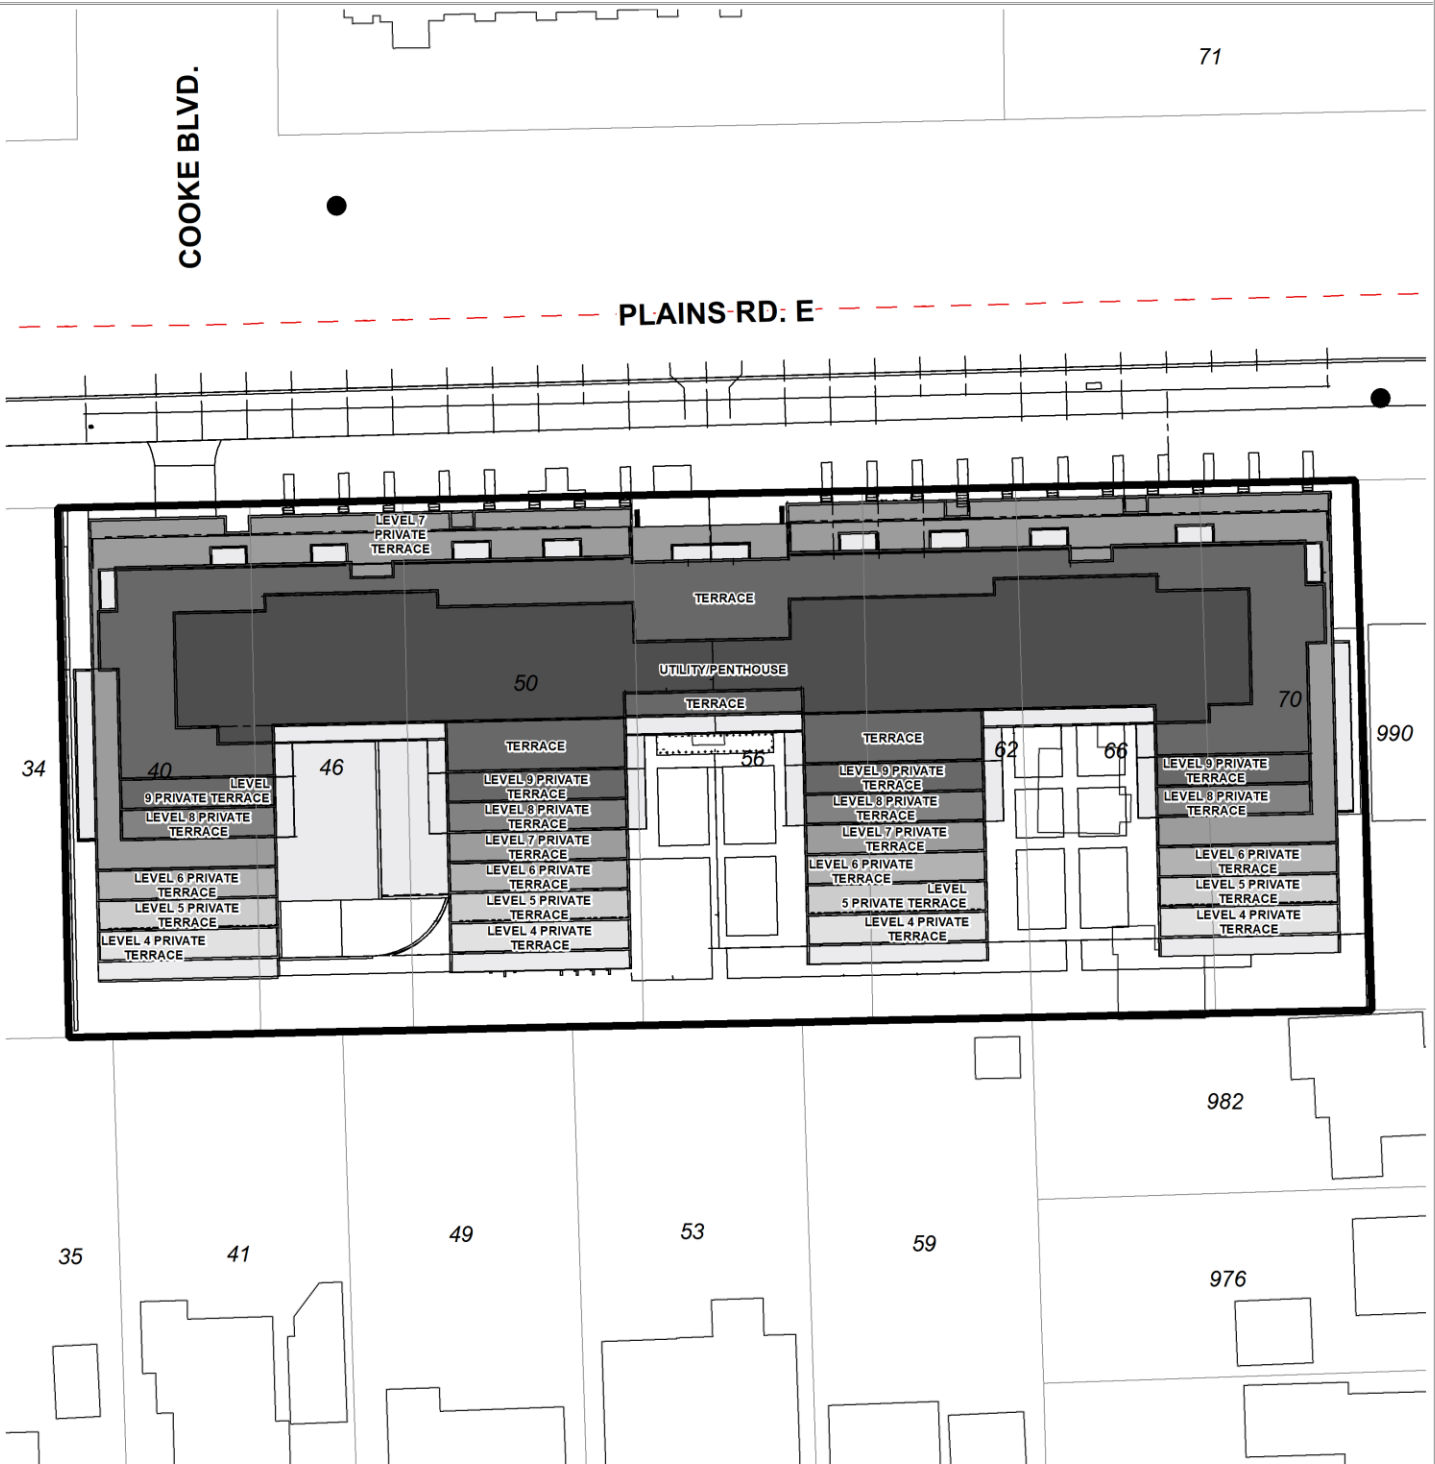 71
COOKE BLVD.
PLAINS RD. E
LEVEL 7
PRIVATE
TERRACE
TERRACE
UTILITY/PENTHOUSE
50
TERRACE
70
990
34
40
46
TERRACE
56
TERRACE
62
66
LEVEL
9 PRIVATE TERRACE
LEVEL 8 PRIVATE
TERRACE
LEVEL 6 PRIVATE
TERRACE
LEVEL 5 PRIVATE
TERRACE
LEVEL 4 PRIVATE
TERRACE
LEVEL 9 PRIVATE
TERRACE
LEVEL 8 PRIVATE
TERRACE
LEVEL 7 PRIVATE
TERRACE
LEVEL 6 PRIVATE
TERRACE
LEVEL 5 PRIVATE
TERRACE
LEVEL 4 PRIVATE
TERRACE
LEVEL 9 PRIVATE
TERRACE
LEVEL 8 PRIVATE
TERRACE
LEVEL 7 PRIVATE
TERRACE
LEVEL 6 PRIVATE
TERRACE
LEVEL
5 PRIVATE TERRACE
LEVEL 4 PRIVATE
TERRACE
LEVEL 9 PRIVATE
TERRACE
LEVEL 8 PRIVATE
TERRACE
LEVEL 6 PRIVATE
TERRACE
LEVEL 5 PRIVATE
TERRACE
LEVEL 4 PRIVATE
TERRACE
982
35
41
49
53
59
976